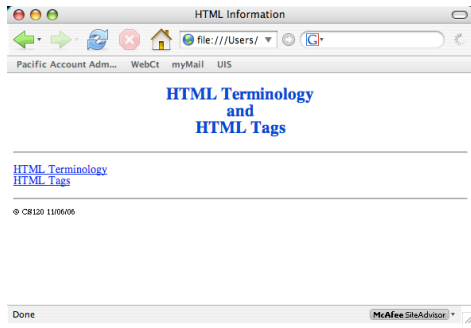 HTML Information
file:///Users/
G
Pacific Account Adm... WebCt myMail UIS
HTML Terminology
and
HTML Tags
HTML Terminology
HTML Tags
© CS120 11/06/06
Done
McAfee SiteAdvisor